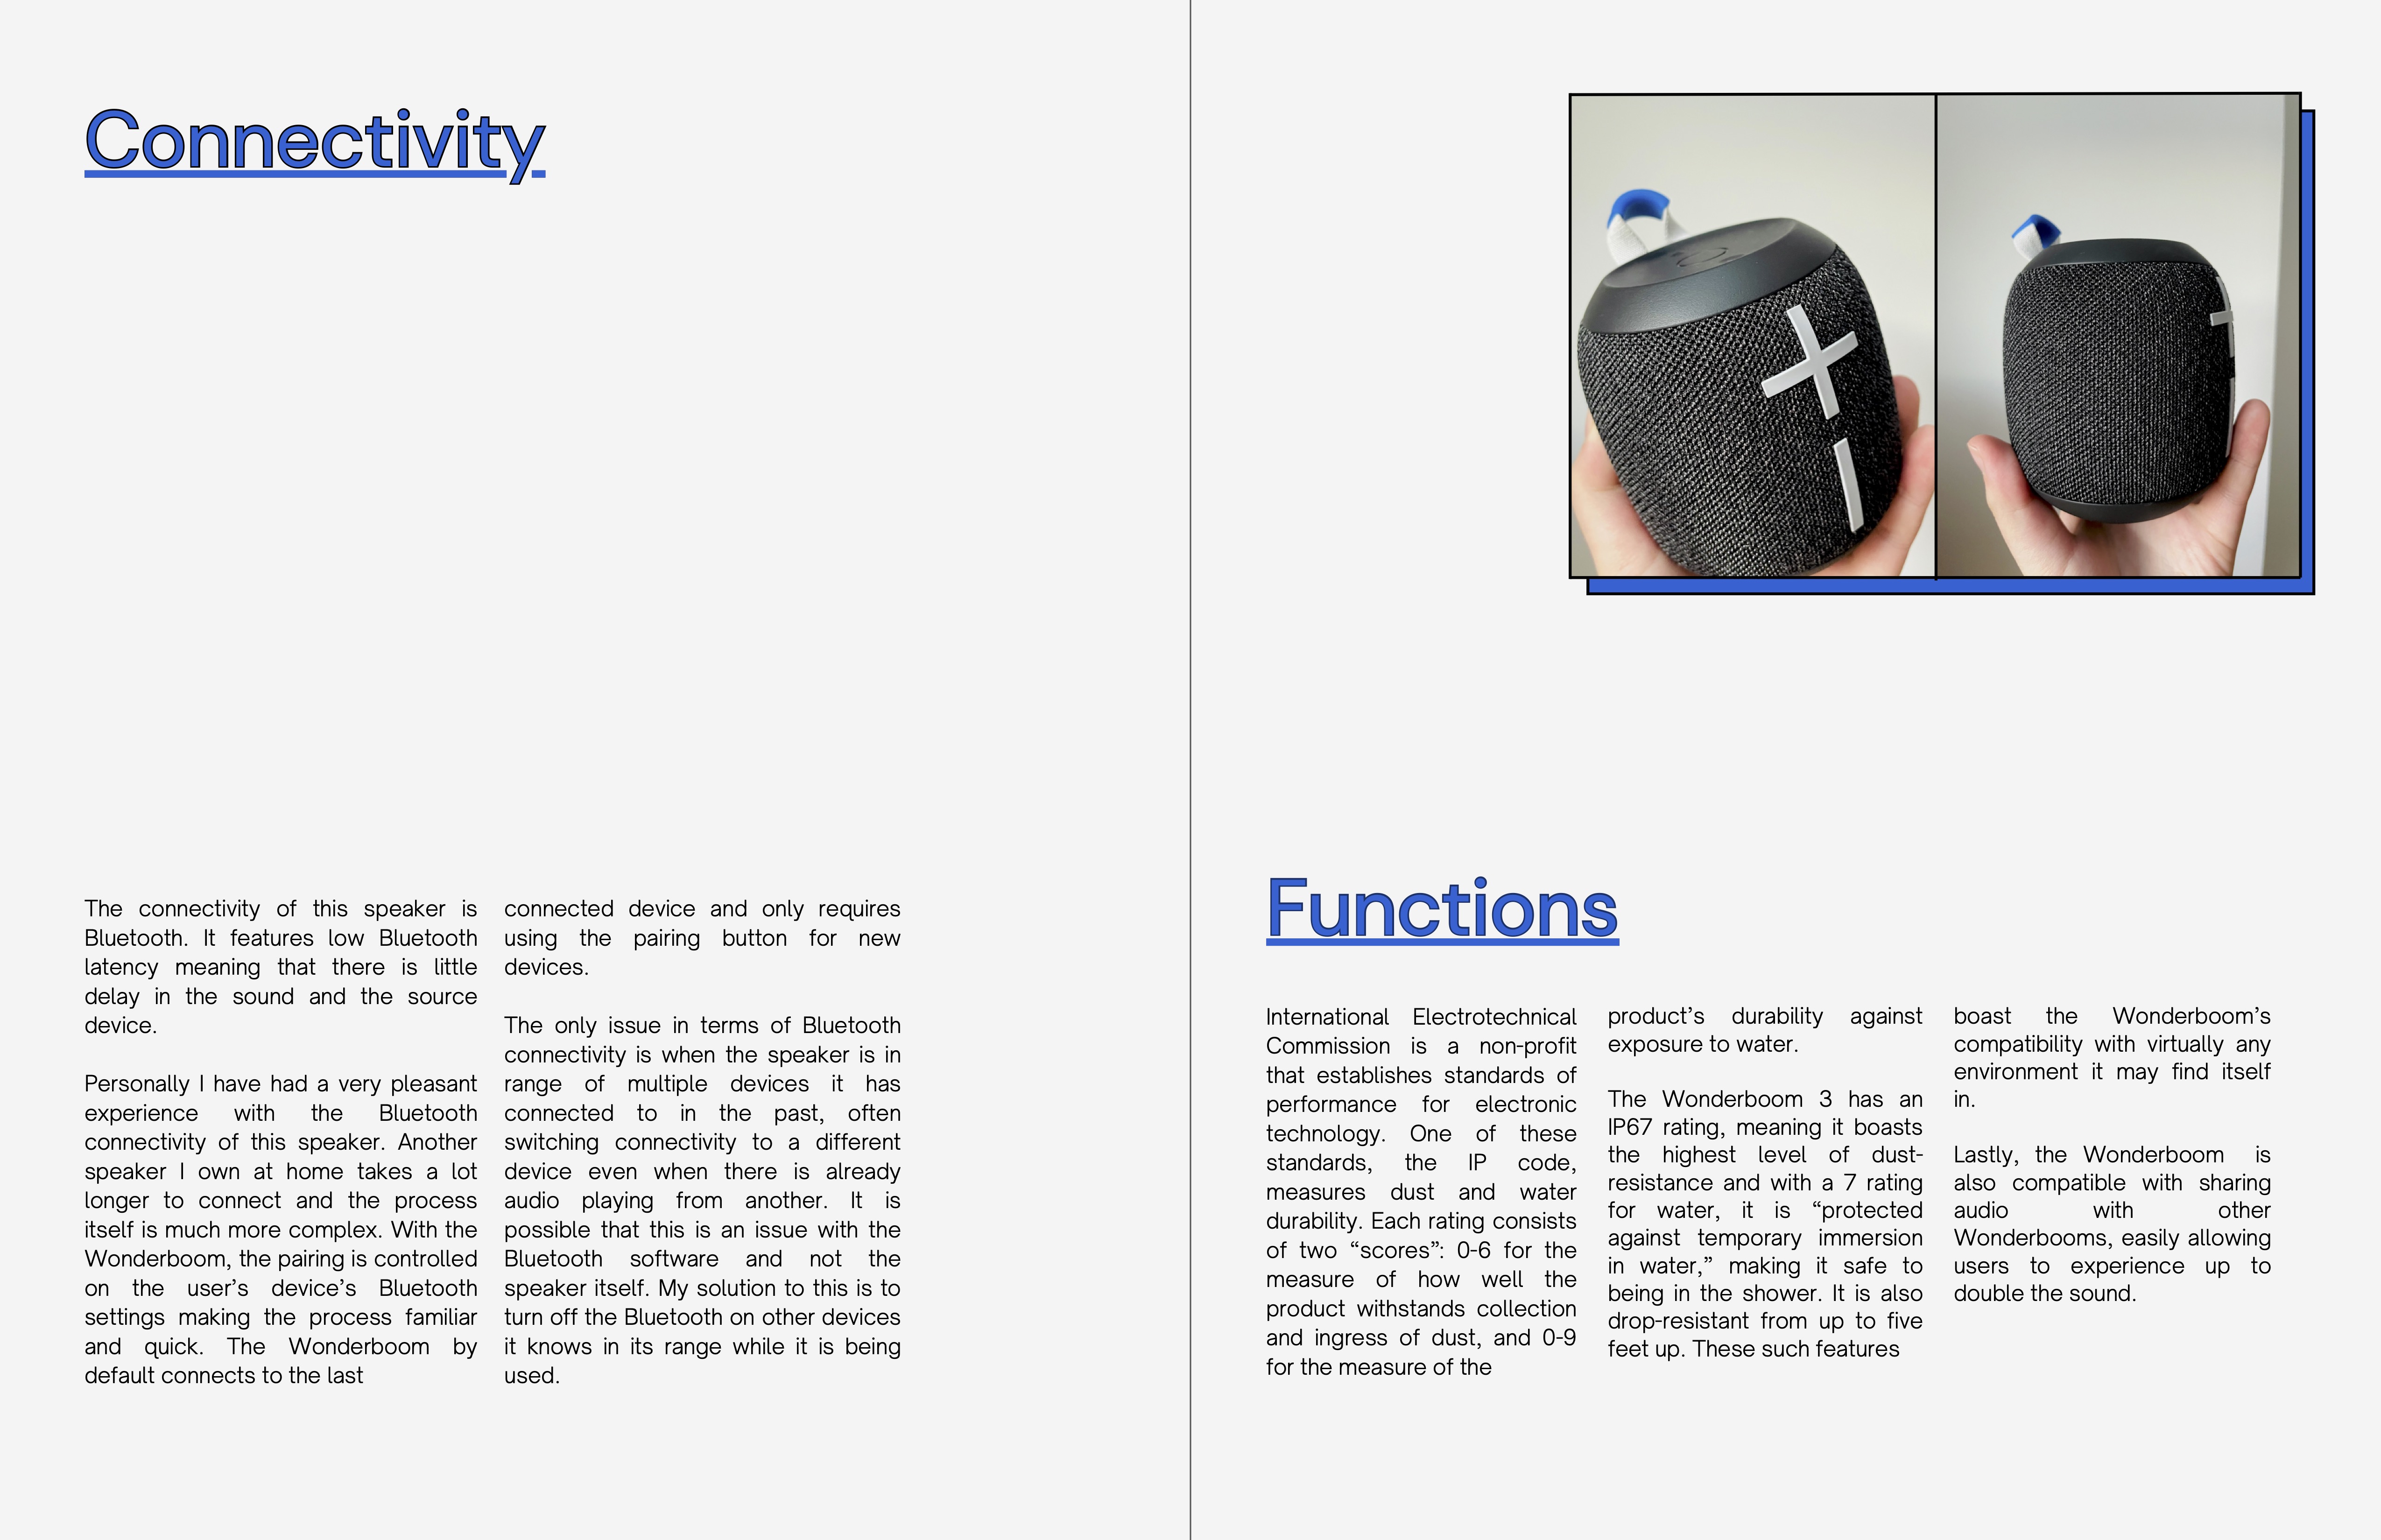 Connectivity
The connectivity of this speaker is
Bluetooth. It features low Bluetooth
latency meaning that there is little
delay in the sound and the source
device.
Personally I have had a very pleasant
experience with the Bluetooth
connectivity of this speaker. Another
speaker I own at home takes a lot
longer to connect and the process
itself is much more complex. With the
Wonderboom, the pairing is controlled
on the user’s device’s Bluetooth
settings making the process familiar
and quick. The Wonderboom by
default connects to the last
connected device and only requires
using the pairing button for new
devices.
The only issue in terms of Bluetooth
connectivity is when the speaker is in
range of multiple devices it has
connected to in the past, often
switching connectivity to a different
device even when there is already
audio playing from another. It is
possible that this is an issue with the
Bluetooth software and not the
speaker itself. My solution to this is to
turn off the Bluetooth on other devices
it knows in its range while it is being
used.
Functions
International Electrotechnical
Commission is a non-profit
that establishes standards of
performance for electronic
technology. One of these
standards, the IP code,
measures dust and water
durability. Each rating consists
of two “scores”: 0-6 for the
measure of how well the
product withstands collection
and ingress of dust, and 0-9
for the measure of the
product’s durability against
exposure to water.
The Wonderboom 3 has an
IP67 rating, meaning it boasts
the highest level of dust-
resistance and with a 7 rating
for water, it is “protected
against temporary immersion
in water,” making it safe to
being in the shower. It is also
drop-resistant from up to five
feet up. These such features
boast the Wonderboom’s
compatibility with virtually any
environment it may find itself
in.
Lastly, the Wonderboom is
also compatible with sharing
audio with other
Wonderbooms, easily allowing
users to experience up to
double the sound.